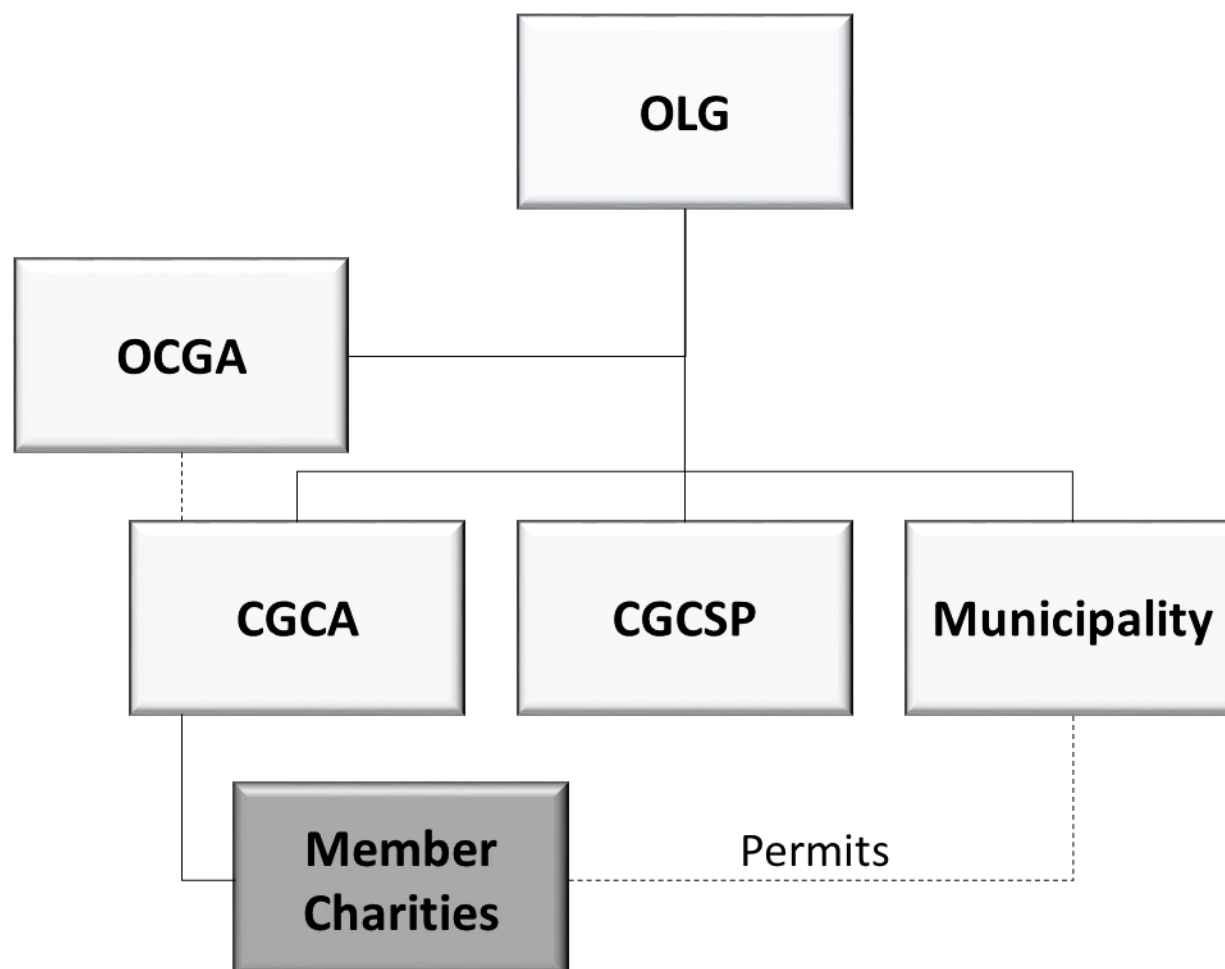 OLG
OCGA
CGCA
CGCSP
Municipality
Member
Charities
Permits